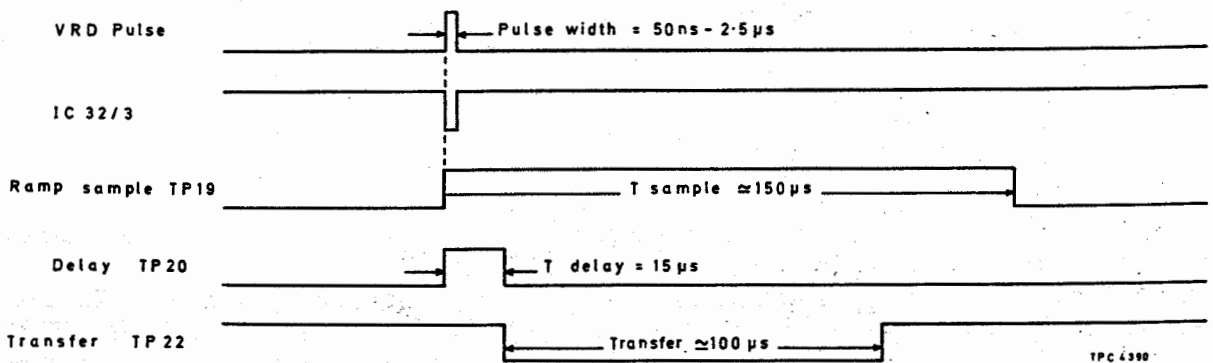 VRD Pulse
Pulse width = 50ns - 2·5µs
IC 32/3
Ramp sample TP19
T sample ≃150µs
Delay TP20
T delay = 15µs
Transfer TP22
Transfer ≃100µs
TPC 4390